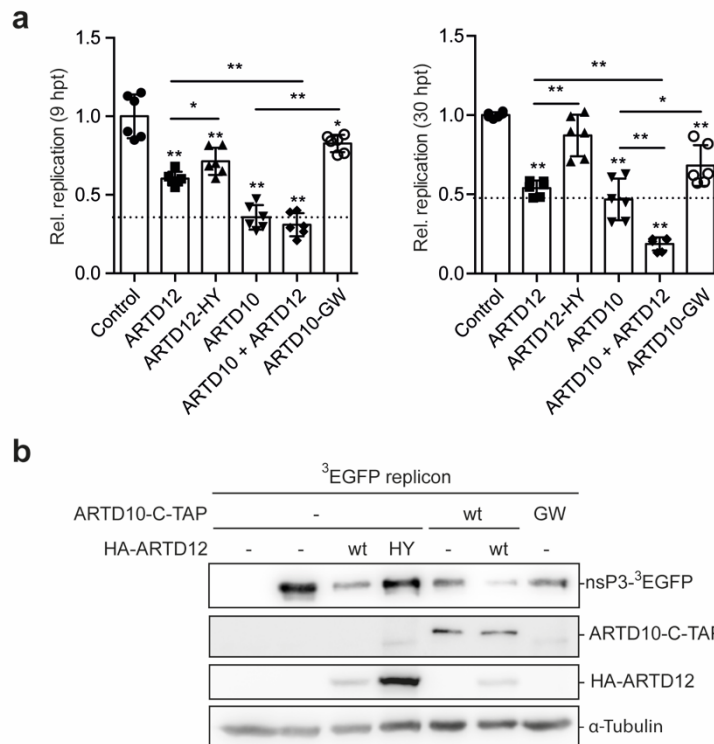 a
Rel. replication (9 hpt)
1.5
1.0
0.5
0.0
** ** * ** ** ** ** *
Control
ARTD12
ARTD12-HY
ARTD10
ARTD10 + ARTD12
ARTD10-GW
Rel. replication (30 hpt)
1.5
1.0
0.5
0.0
** ** * ** ** ** ** **
Control
ARTD12
ARTD12-HY
ARTD10
ARTD10 + ARTD12
ARTD10-GW
b
³EGFP replicon
ARTD10-C-TAP - wt GW
HA-ARTD12 - - wt HY - wt -
-nsP3-³EGFP
- ARTD10-C-TAP
- HA-ARTD12
- α-Tubulin